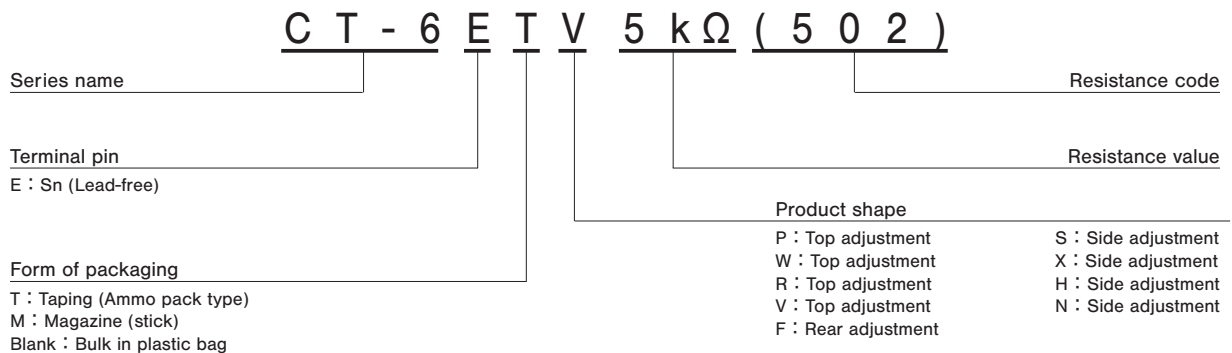 CT-6ETV 5kΩ(502)
Series name
Resistance code
Terminal pin
E：Sn (Lead-free)
Resistance value
Product shape
P：Top adjustment
W：Top adjustment
R：Top adjustment
V：Top adjustment
F：Rear adjustment
S：Side adjustment
X：Side adjustment
H：Side adjustment
N：Side adjustment
Form of packaging
T：Taping (Ammo pack type)
M：Magazine (stick)
Blank：Bulk in plastic bag